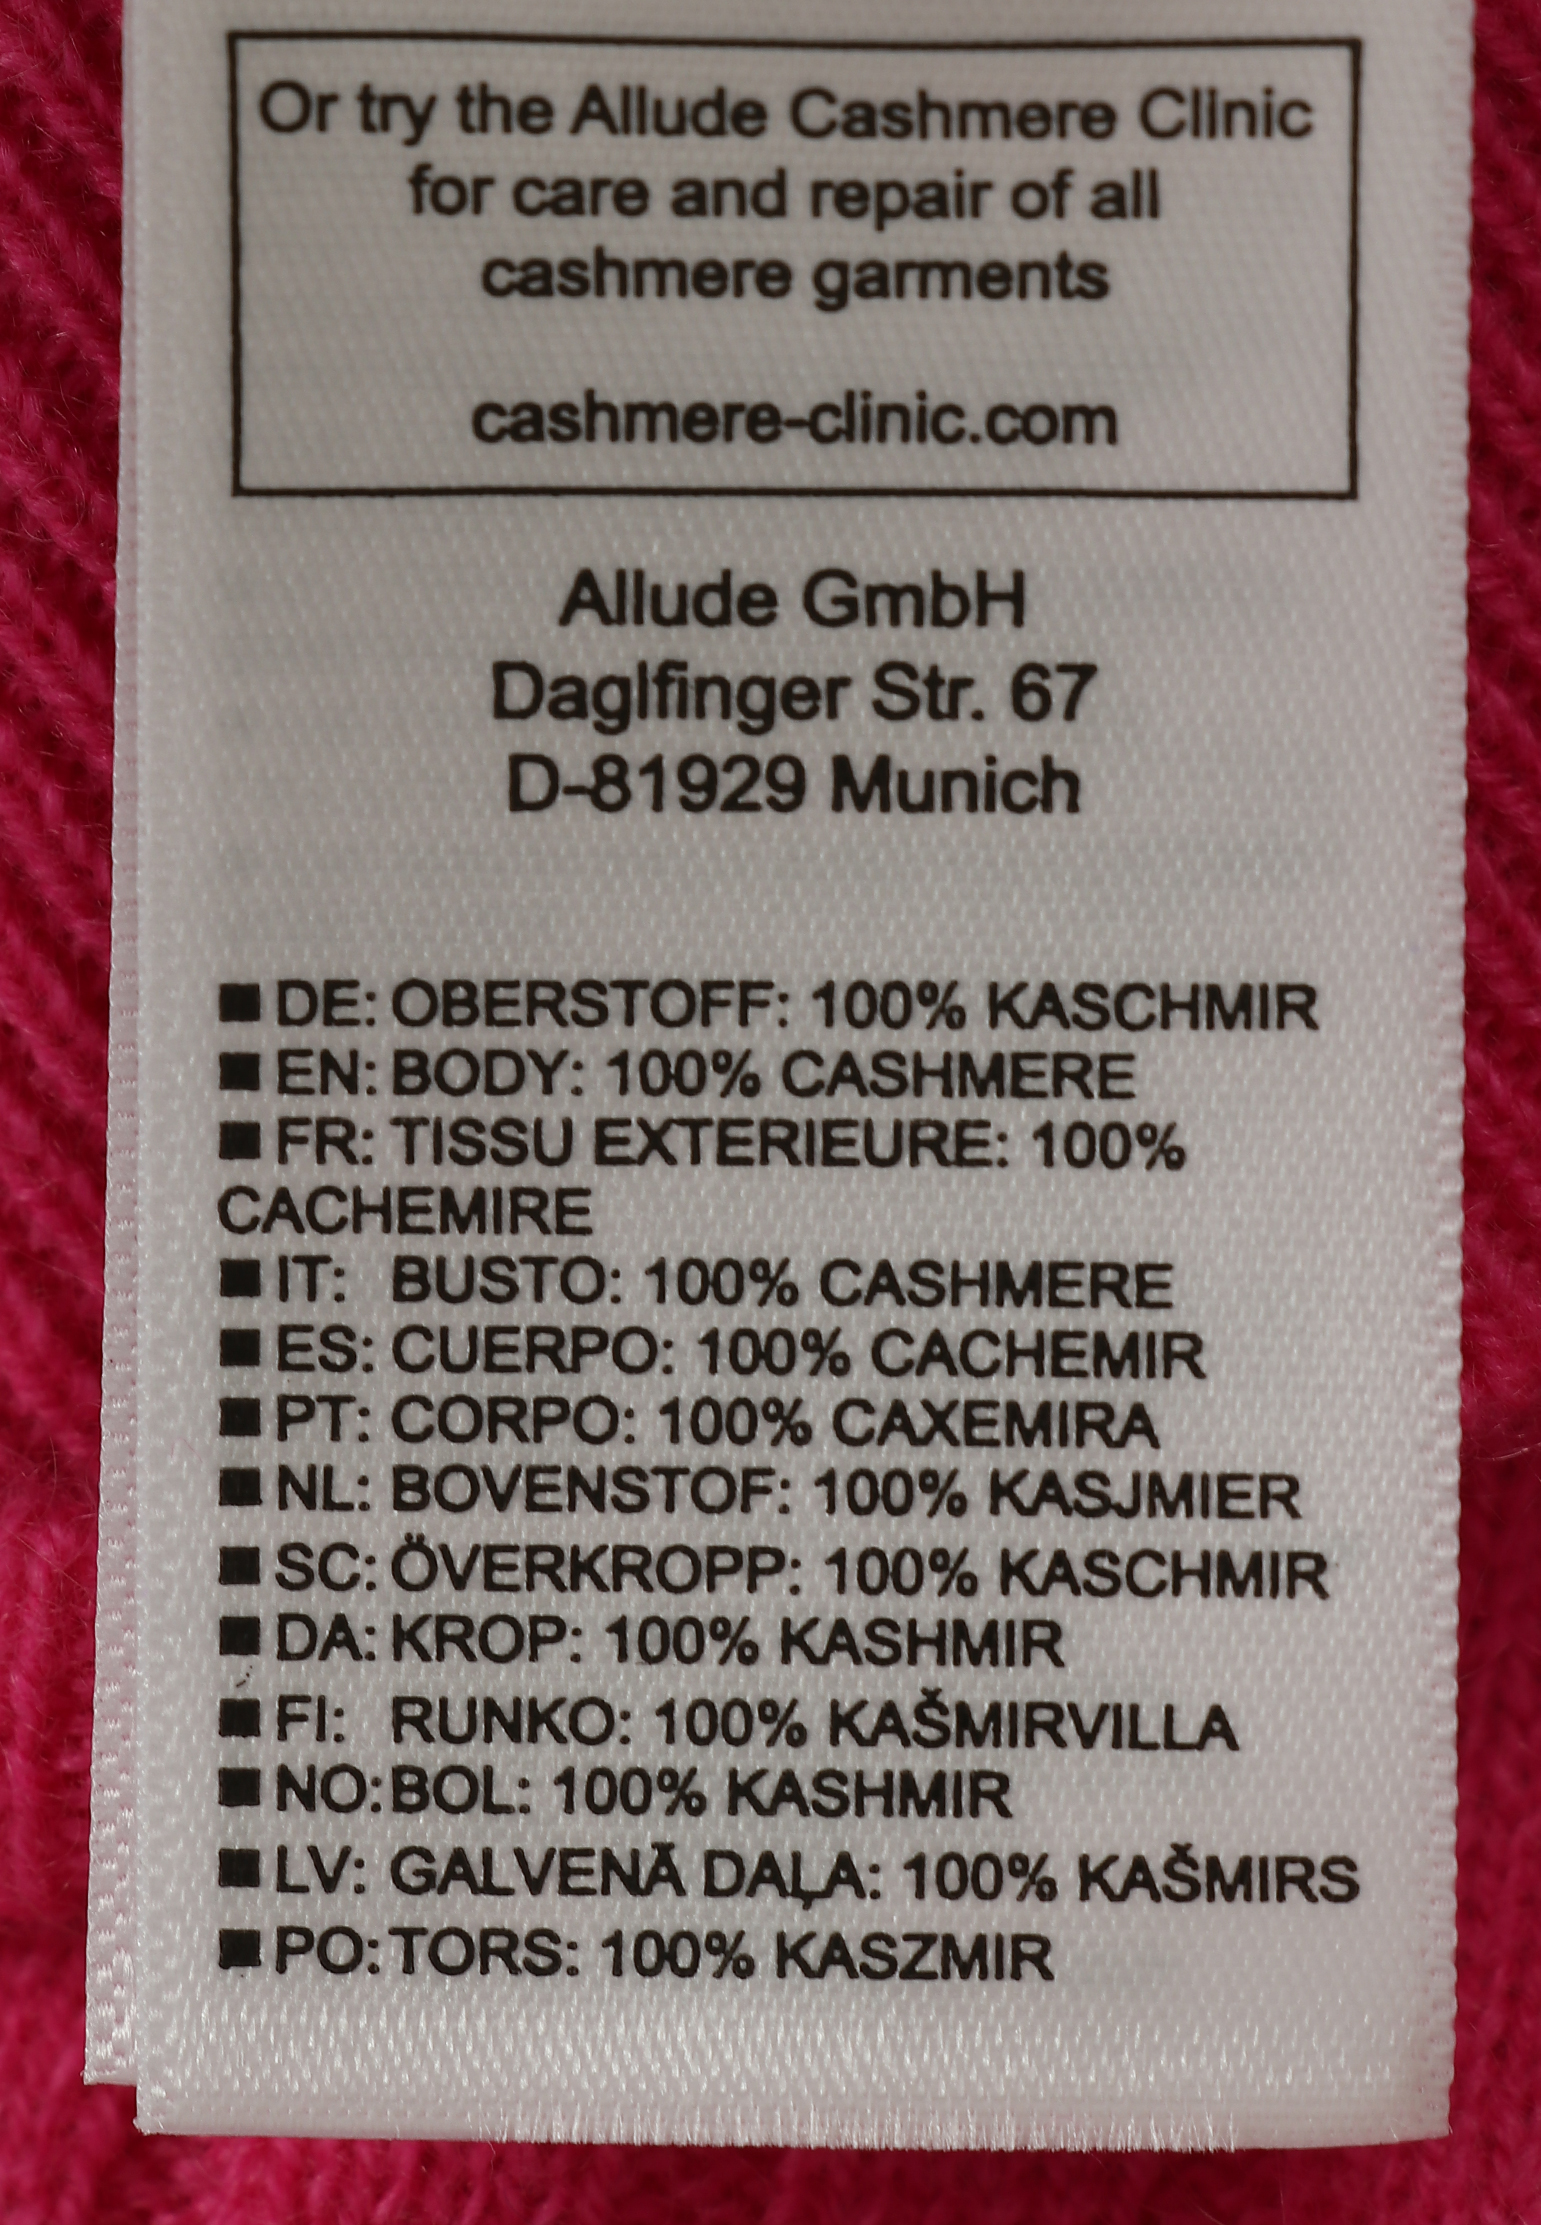 Or try the Allude Cashmere Clinic
for care and repair of all
cashmere garments
cashmere-clinic.com
Allude GmbH
Daglfinger Str. 67
D-81929 Munich
■ DE: OBERSTOFF: 100% KASCHMIR
■ EN: BODY: 100% CASHMERE
■ FR: TISSU EXTERIEURE: 100%
CACHEMIRE
■ IT: BUSTO: 100% CASHMERE
■ ES: CUERPO: 100% CACHEMIR
■ PT: CORPO: 100% CAXEMIRA
■ NL: BOVENSTOF: 100% KASJMIER
■ SC: ÖVERKROPP: 100% KASCHMIR
■ DA: KROP: 100% KASHMIR
■ FI: RUNKO: 100% KAŠMIRVILLA
■ NO: BOL: 100% KASHMIR
■ LV: GALVENĀ DAĻA: 100% KAŠMIRS
■ PO: TORS: 100% KASZMIR